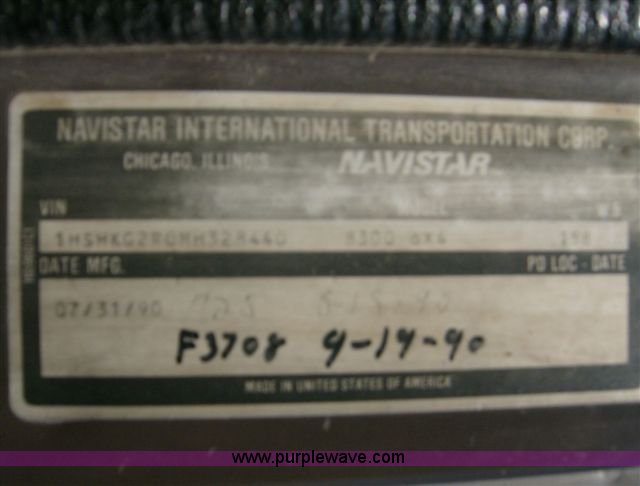 NAVISTAR INTERNATIONAL TRANSPORTATION CORP.
CHICAGO, ILLINOIS NAVISTAR
VIN MODEL
8300 6X4
DATE MFG. PD LOC - DATE
07/31/90
F3708 9-19-90
MADE IN UNITED STATES OF AMERICA
www.purplewave.com